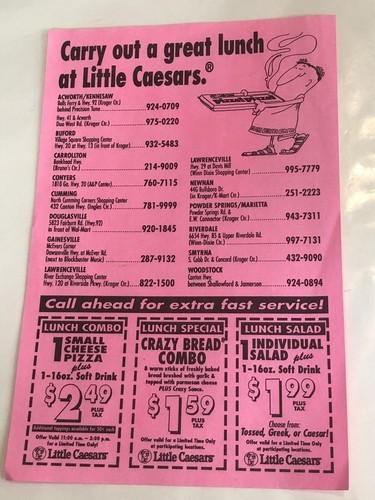 Carry out a great lunch
at Little Caesars.®
ACWORTH/KENNESAW
Bells Ferry & Hwy. 92 (Kroger Ctr.)
behind Precision Tune..........924-0709
Hwy. 41 & Acworth
Due West Rd. (Kroger Ctr.)..........975-0220
BUFORD
Village Square Shopping Center
Hwy. 20 at Hwy. 13 (in front of Kroger)..........932-5483
CARROLLTON
Bankhead Hwy.
(Bruno's Ctr.)..........214-9009
CONYERS
1810 Ga. Hwy. 20 (A&P Center)..........760-7115
CUMMING
North Cumming Corners Shopping Center
432 Canton Hwy. (Ingles Ctr.)..........781-9999
DOUGLASVILLE
5823 Fairburn Rd. (Hwy. 92)
in front of Wal-Mart..........920-1845
GAINESVILLE
McEvers Corner
Dawsonville Hwy. at McEver Rd.
(next to Blockbuster Music)..........287-9132
LAWRENCEVILLE
River Exchange Shopping Center
Hwy. 120 at Riverside Pkwy. (Kroger Ctr.)..........822-1500
LAWRENCEVILLE
Hwy. 29 at Davis Mill
(Winn Dixie Shopping Center)..........995-7779
NEWNAN
446 Bullsboro Dr.
(in Kroger/K-Mart Ctr.)..........251-2223
POWDER SPRINGS/MARIETTA
Powder Springs Rd. &
E.W. Connector (Kroger Ctr.)..........943-7311
RIVERDALE
6654 Hwy. 85 & Upper Riverdale Rd.
(Winn-Dixie Ctr.)..........997-7131
SMYRNA
S. Cobb Dr. & Concord (Kroger Ctr.)..........432-9090
WOODSTOCK
Canton Hwy.
between Shallowford & Jamerson..........924-0894
Call ahead for extra fast service!
LUNCH COMBO
1 SMALL
CHEESE
PIZZA
plus
1-16oz. Soft Drink
$2.49
PLUS
TAX
Additional toppings available for 50¢ each
Offer Valid 11:00 a.m. - 2:00 p.m.
for a Limited Time Only!
Little Caesars
LUNCH SPECIAL
CRAZY BREAD®
COMBO
8 warm sticks of freshly baked
bread brushed with garlic &
topped with parmesan cheese
PLUS Crazy Sauce.
$1.59
PLUS
TAX
Offer valid for a Limited Time Only
at participating locations.
Little Caesars
LUNCH SALAD
1 INDIVIDUAL
SALAD plus
1-16oz. Soft Drink
$1.99
PLUS
TAX
Choose from:
Tossed, Greek, or Caesar!
Offer valid for a Limited Time Only
at participating locations.
Little Caesars